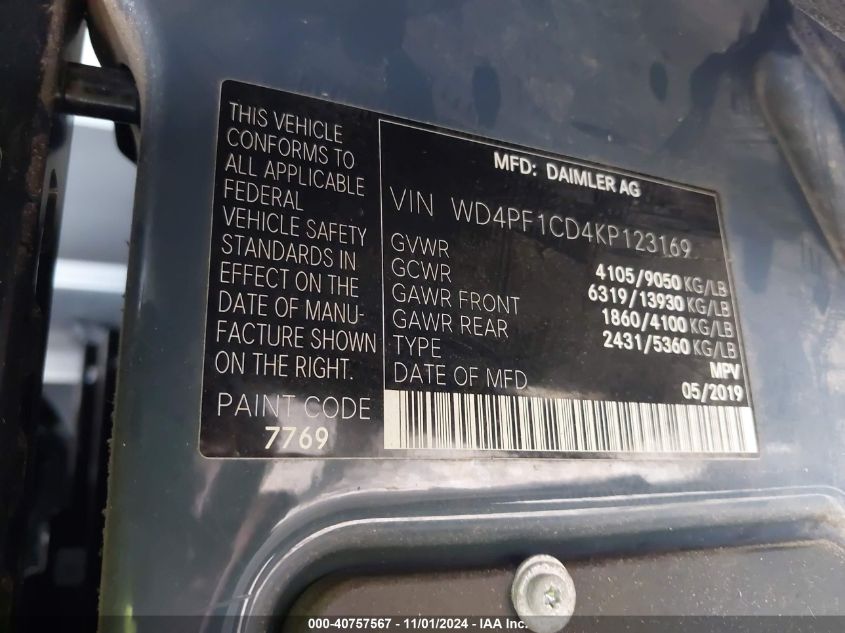 THIS VEHICLE
CONFORMS TO
ALL APPLICABLE
FEDERAL
VEHICLE SAFETY
STANDARDS IN
EFFECT ON THE
DATE OF MANU-
FACTURE SHOWN
ON THE RIGHT.
PAINT CODE
7769
MFD: DAIMLER AG
VIN WD4PF1CD4KP123169
GVWR 4105/9050 KG/LB
GCWR 6319/13930 KG/LB
GAWR FRONT 1860/4100 KG/LB
GAWR REAR 2431/5360 KG/LB
TYPE MPV
DATE OF MFD 05/2019
000-40757567 - 11/01/2024 - IAA Inc.